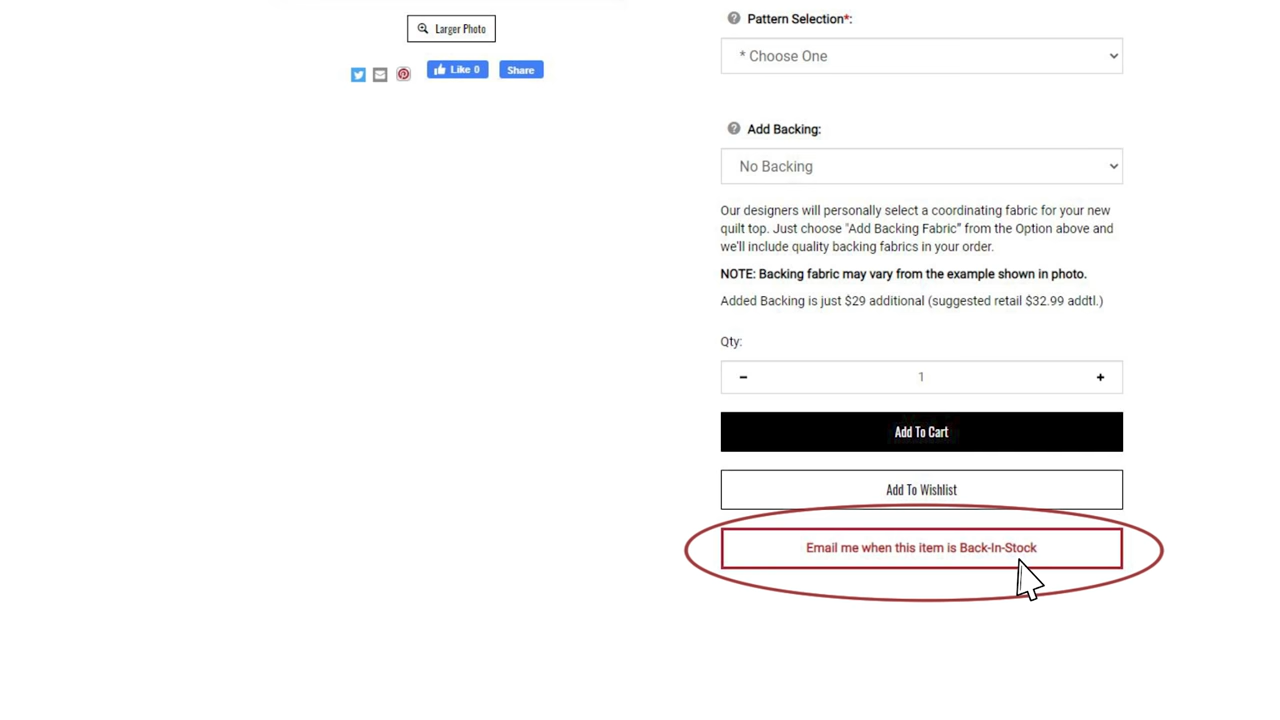 Larger Photo
Like 0
Share
? Pattern Selection*:
* Choose One
? Add Backing:
No Backing
Our designers will personally select a coordinating fabric for your new
quilt top. Just choose "Add Backing Fabric” from the Option above and
we'll include quality backing fabrics in your order.
NOTE: Backing fabric may vary from the example shown in photo.
Added Backing is just $29 additional (suggested retail $32.99 addtl.)
Qty:
- 1 +
Add To Cart
Add To Wishlist
Email me when this item is Back-In-Stock